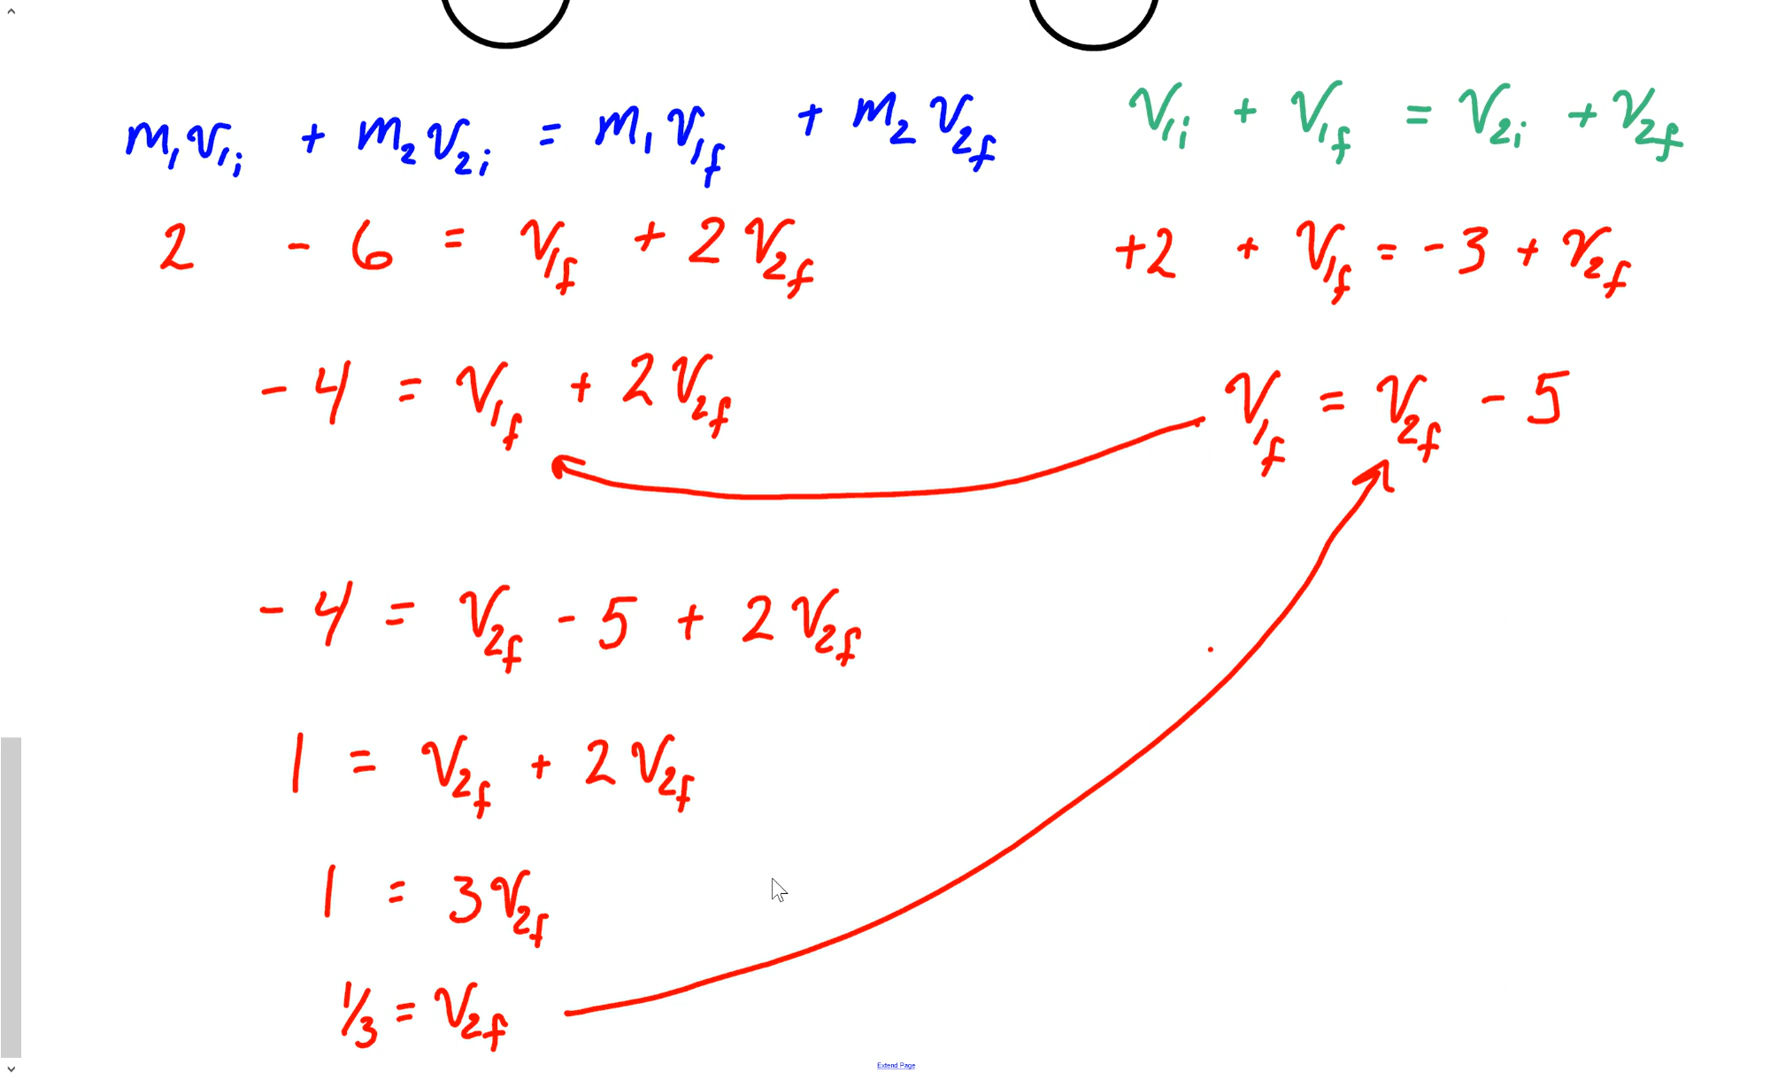 m₁v₁ᵢ + m₂v₂ᵢ = m₁v₁f + m₂v₂f
v₁ᵢ + v₁f = v₂ᵢ + v₂f
2 - 6 = v₁f + 2v₂f
+2 + v₁f = -3 + v₂f
-4 = v₁f + 2v₂f
v₁f = v₂f - 5
-4 = v₂f - 5 + 2v₂f
1 = v₂f + 2v₂f
1 = 3v₂f
1/3 = v₂f
Extend Page